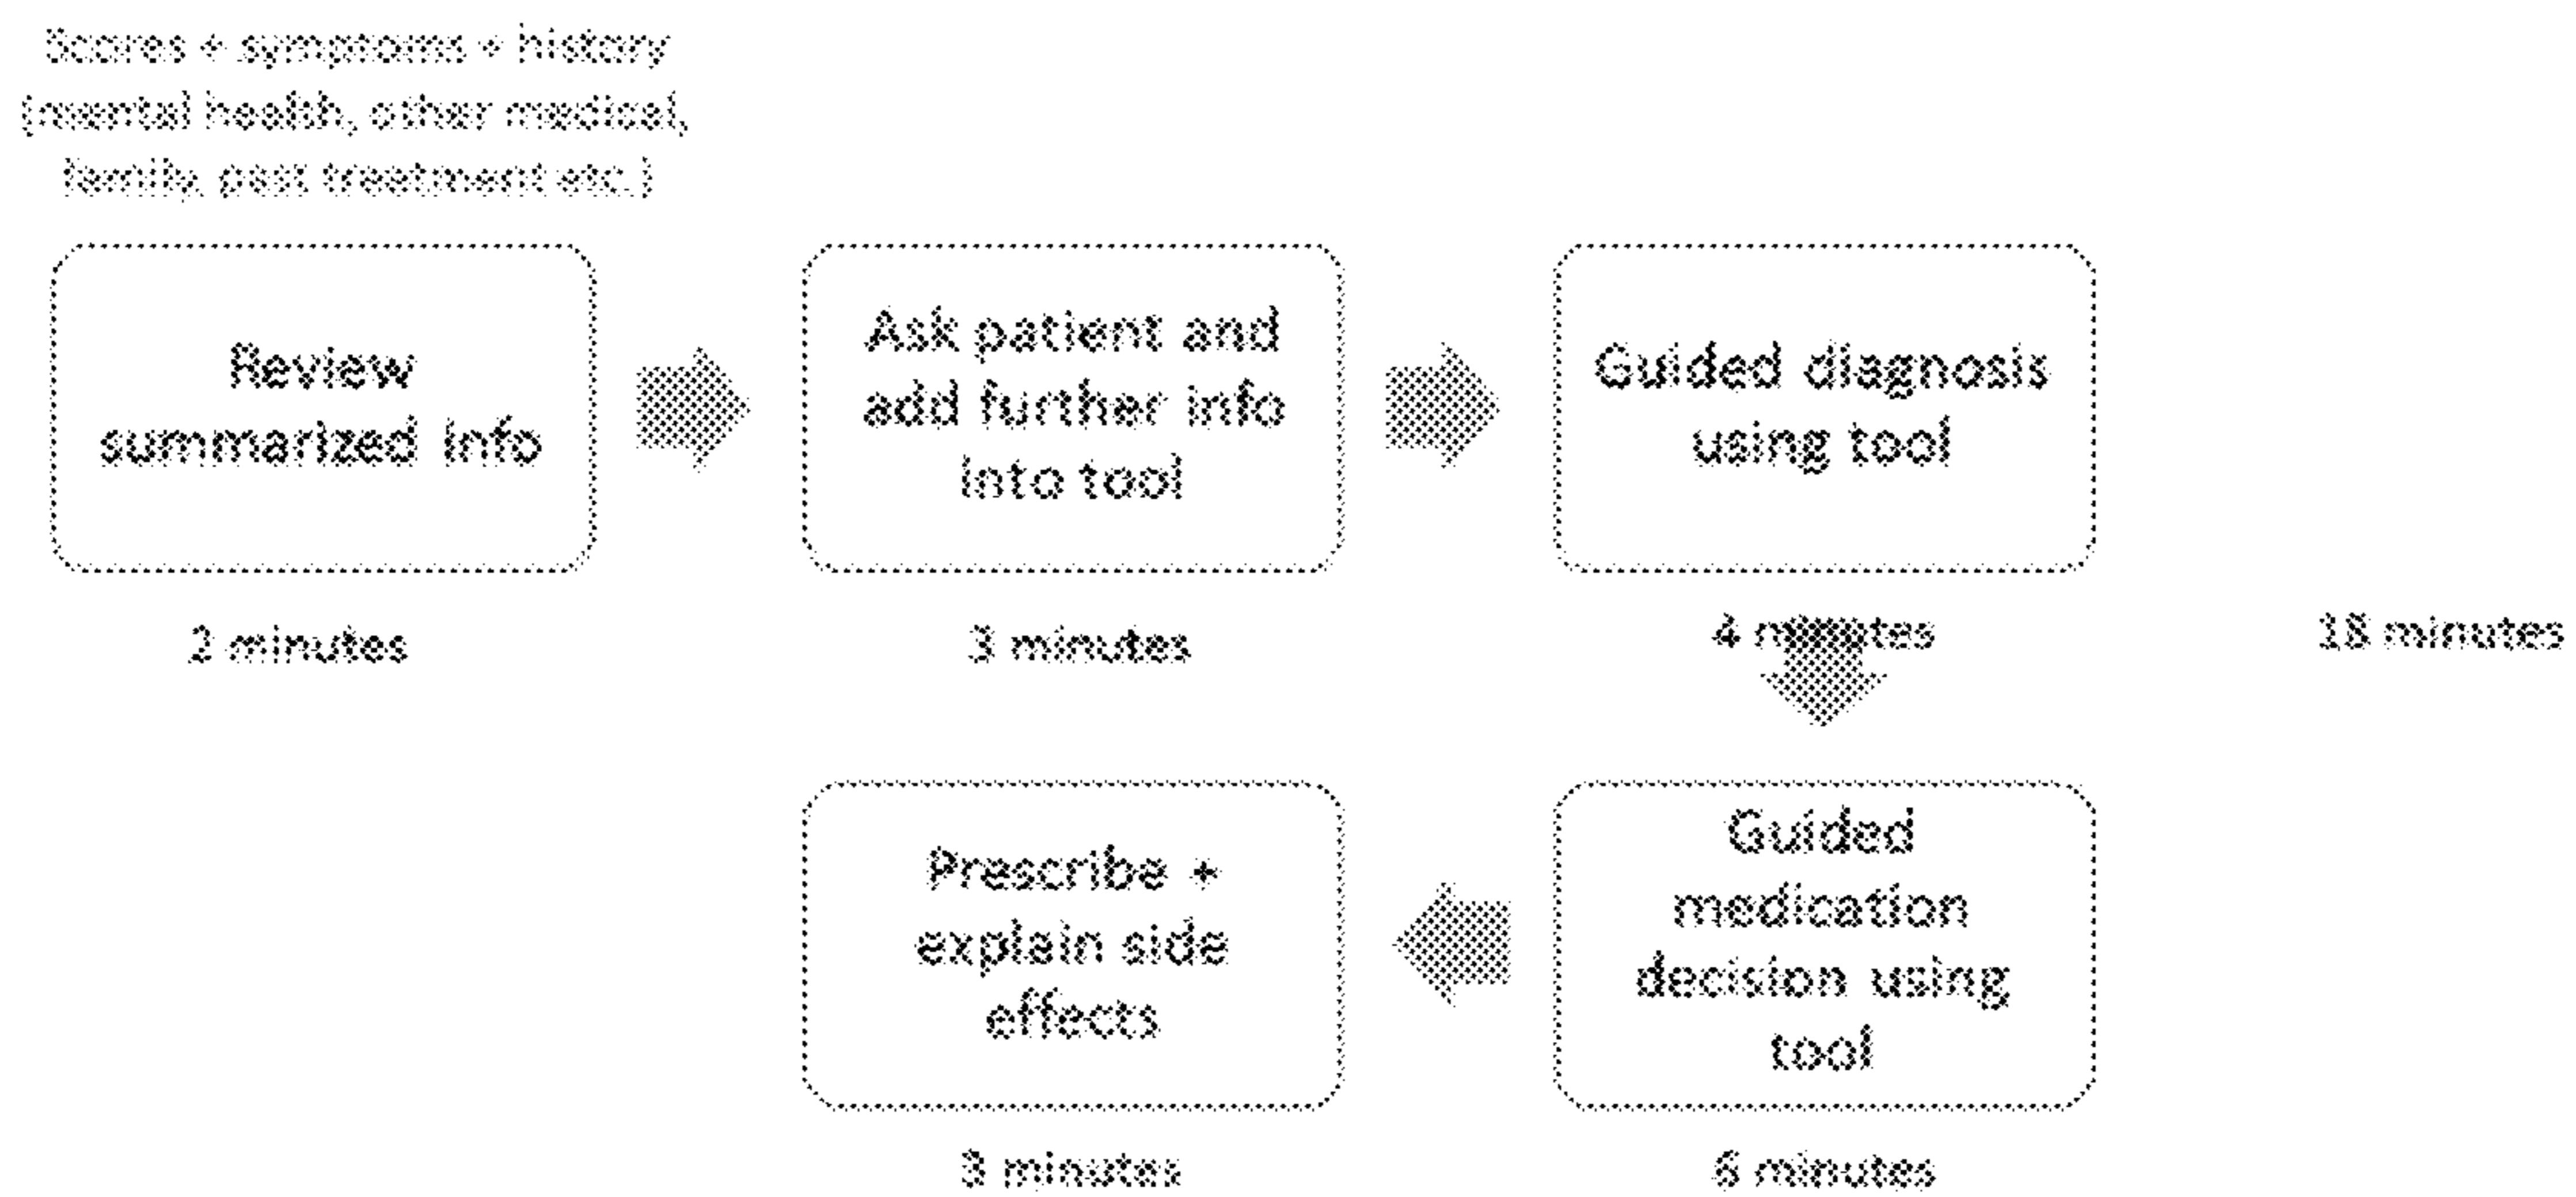 Scores + symptoms + history
(mental health, other medical,
family, past treatment etc.)
Review
summarized info
2 minutes
Ask patient and
add further info
into tool
3 minutes
Guided diagnosis
using tool
4 minutes
18 minutes
Guided
medication
decision using
tool
6 minutes
Prescribe +
explain side
effects
3 minutes